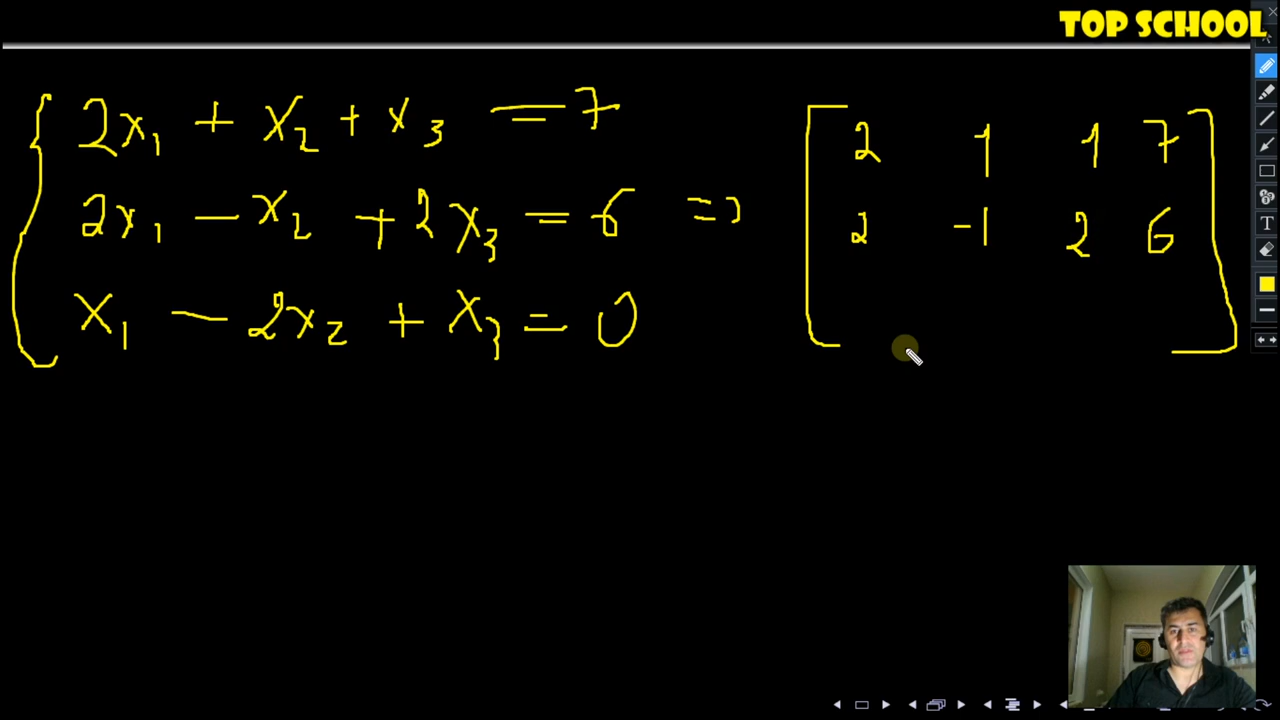 TOP SCHOOL
2x₁ + x₂ + x₃ = 7
2x₁ - x₂ + 2x₃ = 6 =>
x₁ - 2x₂ + x₃ = 0
2 1 1 7
2 -1 2 6